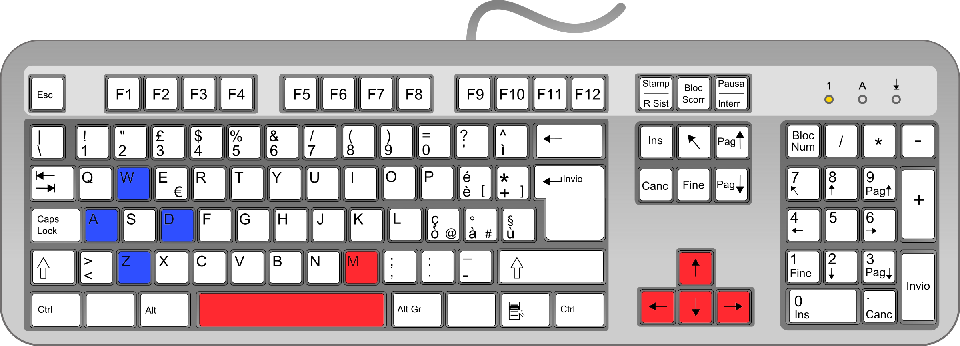 Esc F1 F2 F3 F4 F5 F6 F7 F8 F9 F10 F11 F12 Stamp Bloc Pausa 1 A
R Sist Scorr Interr
| ! " £ $ % & / ( ) = ? ^ Ins Pag Bloc / * -
\ 1 2 3 4 5 6 7 8 9 0 ' ì Num
Q W E R T Y U I O P é * Invio Canc Fine Pag 7 8 9 +
€ è [ + ] Pag
Caps A S D F G H J K L ç ° § 4 5 6
Lock ò @ à # ù
> Z X C V B N M ; : _ 1 2 3 Invio
< , . - Fine Pag
Ctrl Alt Alt Gr Ctrl 0 .
Ins Canc